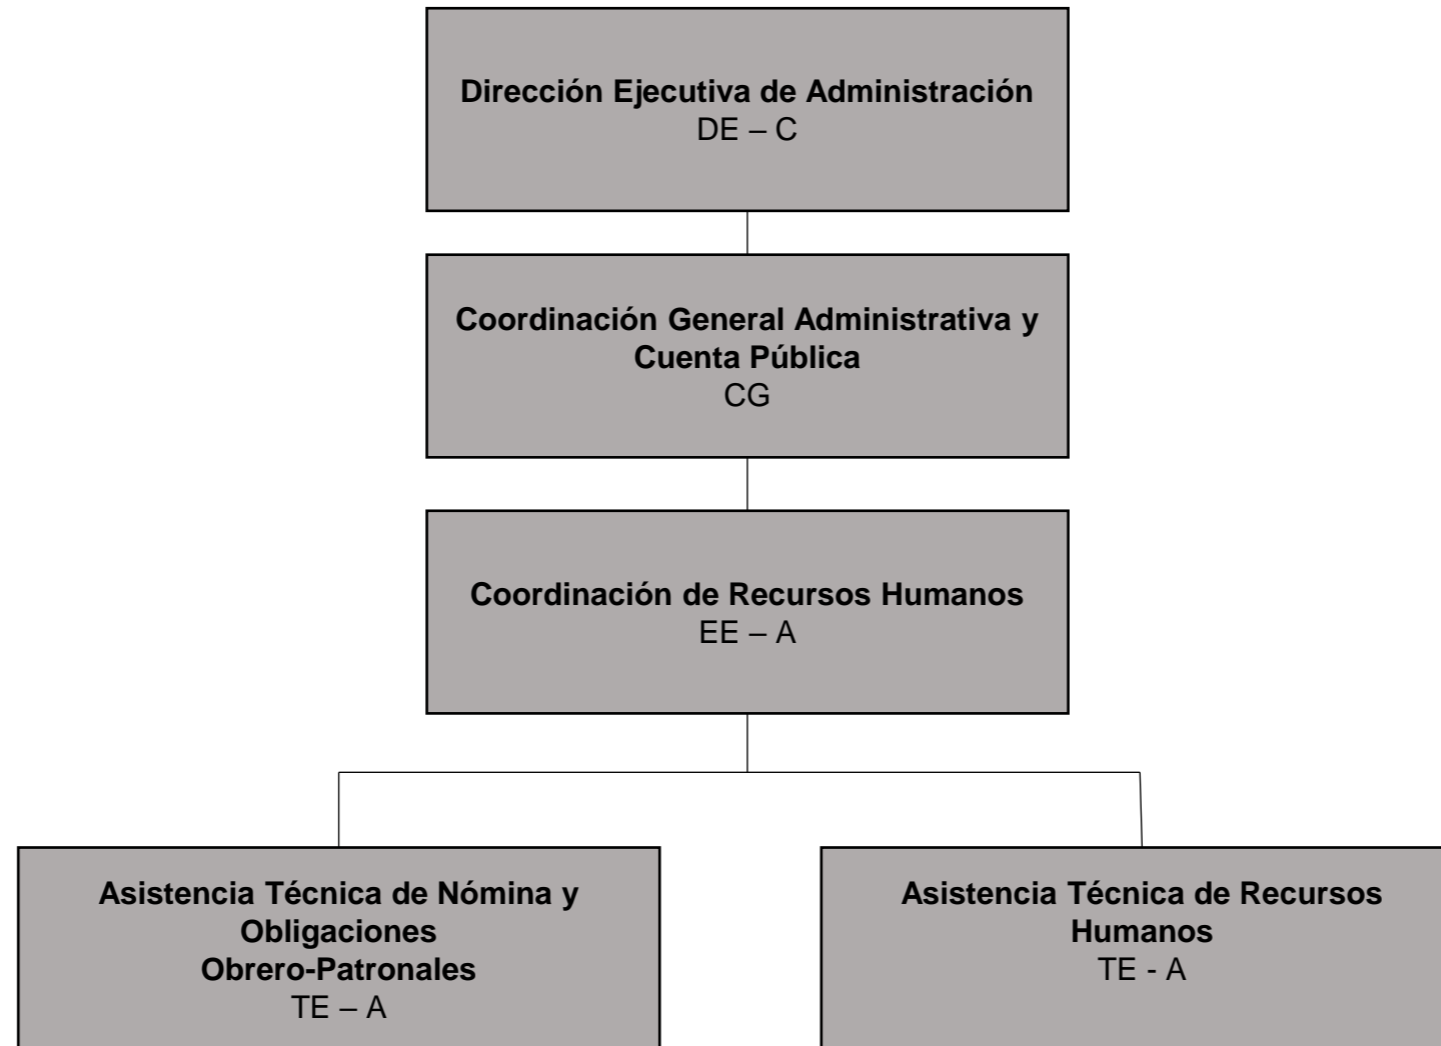 Dirección Ejecutiva de Administración
DE – C
Coordinación General Administrativa y
Cuenta Pública
CG
Coordinación de Recursos Humanos
EE – A
Asistencia Técnica de Nómina y
Obligaciones
Obrero-Patronales
TE – A
Asistencia Técnica de Recursos
Humanos
TE - A